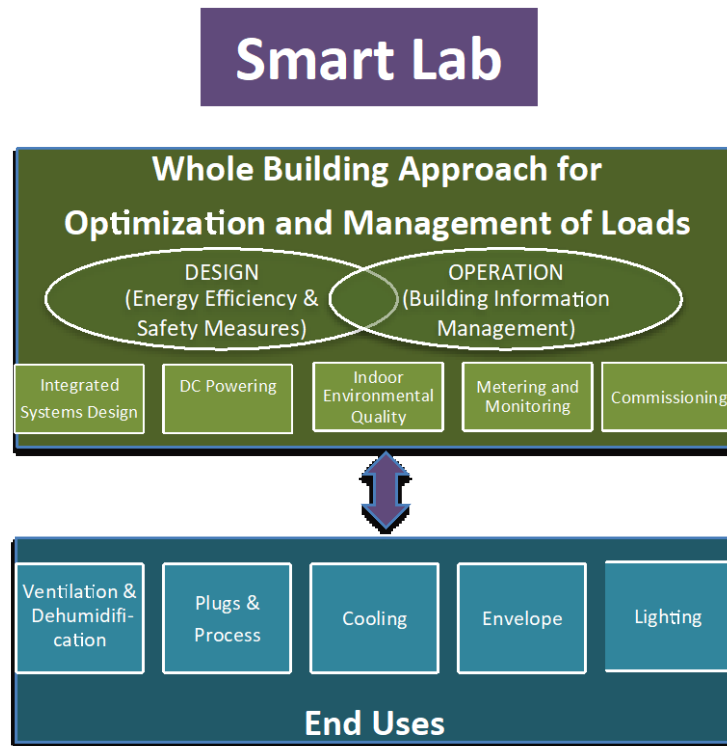 Smart Lab
Whole Building Approach for
Optimization and Management of Loads
DESIGN
(Energy Efficiency &
Safety Measures)
OPERATION
(Building Information
Management)
Integrated
Systems Design
DC Powering
Indoor
Environmental
Quality
Metering and
Monitoring
Commissioning
Ventilation &
Dehumidifi-
cation
Plugs &
Process
Cooling
Envelope
Lighting
End Uses